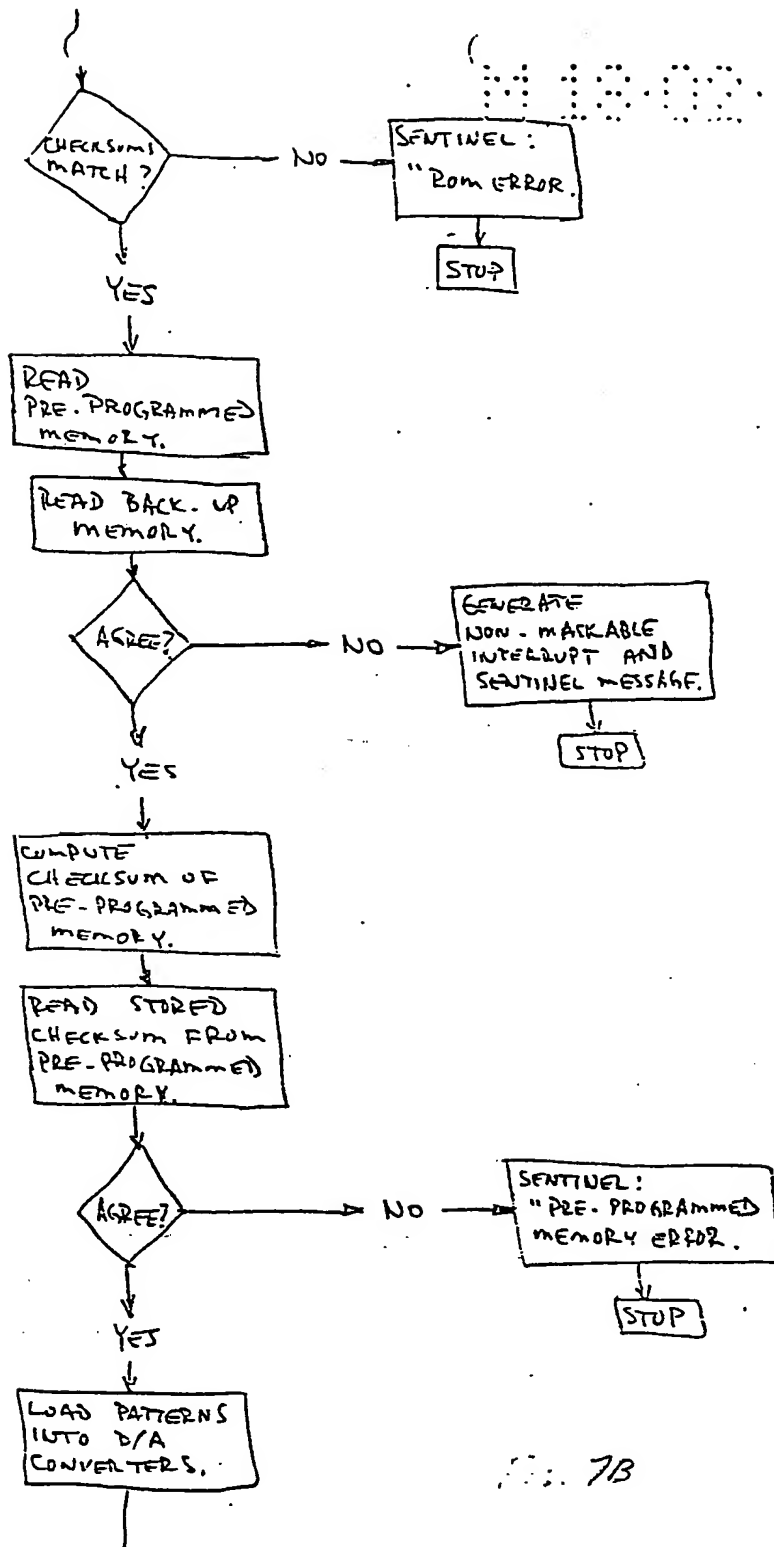 M 18·02·
CHECKSUMS
MATCH?
NO
SENTINEL:
"ROM ERROR.
STOP
YES
READ
PRE-PROGRAMMED
MEMORY.
READ BACK-UP
MEMORY.
AGREE?
NO
GENERATE
NON-MASKABLE
INTERRUPT AND
SENTINEL MESSAGE.
STOP
YES
COMPUTE
CHECKSUM OF
PRE-PROGRAMMED
MEMORY.
READ STORED
CHECKSUM FROM
PRE-PROGRAMMED
MEMORY.
AGREE?
NO
SENTINEL:
"PRE-PROGRAMMED
MEMORY ERROR.
STOP
YES
LOAD PATTERNS
INTO D/A
CONVERTERS.
7B